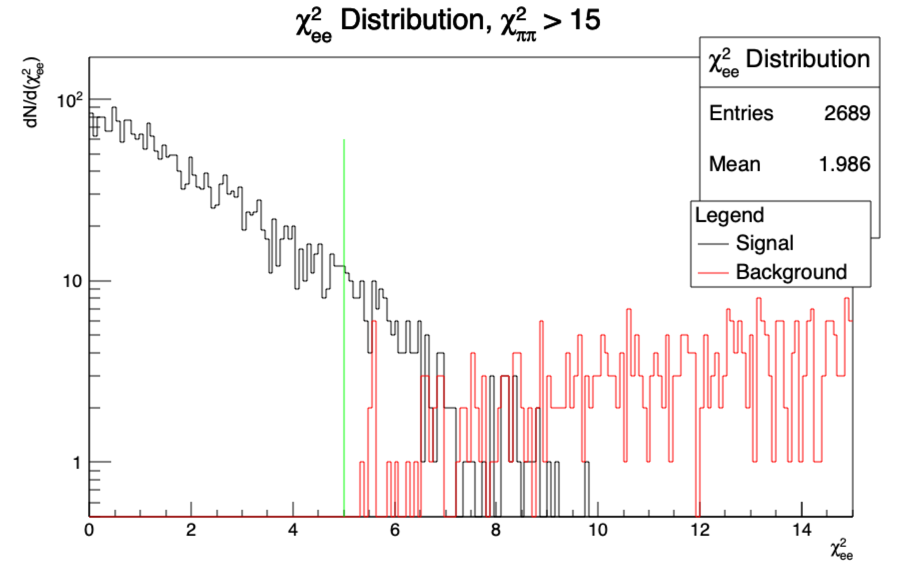 χ²ₑₑ Distribution, χ²ππ > 15
dN/d(χ²ₑₑ)
10²
10
1
0 2 4 6 8 10 12 14
χ²ₑₑ
χ²ₑₑ Distribution
Entries 2689
Mean 1.986
Legend
Signal
Background